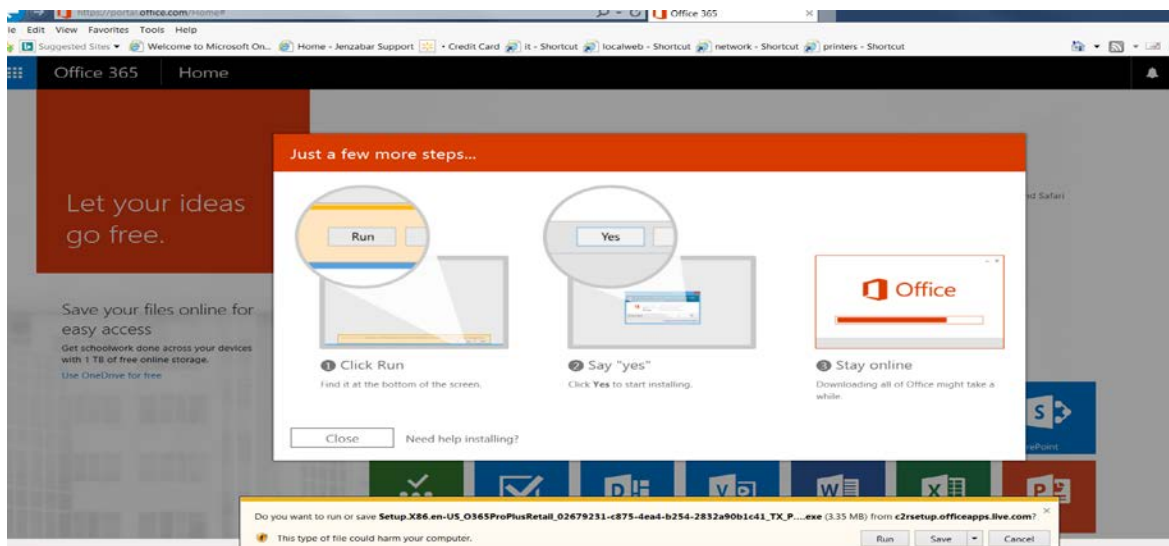 https://portal.office.com/Home#
Office 365
Edit View Favorites Tools Help
Suggested Sites Welcome to Microsoft On... Home - Jenzabar Support • Credit Card it - Shortcut localweb - Shortcut network - Shortcut printers - Shortcut
Office 365 Home
Just a few more steps...
Let your ideas
go free.
Save your files online for
easy access
Get schoolwork done across your devices
with 1 TB of free online storage.
Use OneDrive for free
Run
Yes
Office
Safari
1 Click Run
Find it at the bottom of the screen.
2 Say "yes"
Click Yes to start installing.
3 Stay online
Downloading all of Office might take a
while.
Close Need help installing?
S
D
V
W
X
P
Do you want to run or save Setup.X86.en-US_O365ProPlusRetail_02679231-c875-4ea4-b254-2832a90b1c41_TX_P....exe (3.35 MB) from c2rsetup.officeapps.live.com?
This type of file could harm your computer.
Run Save Cancel